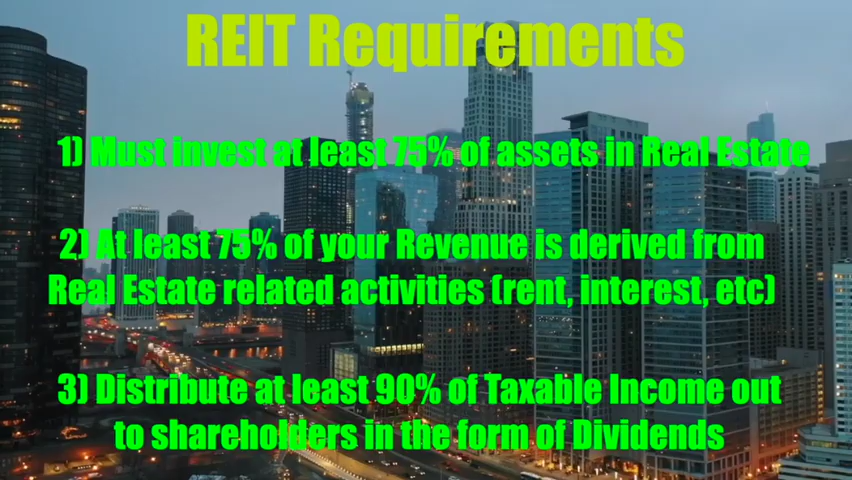 REIT Requirements
1) Must invest at least 75% of assets in Real Estate
2) At least 75% of your Revenue is derived from
Real Estate related activities (rent, interest, etc)
3) Distribute at least 90% of Taxable Income out
to shareholders in the form of Dividends